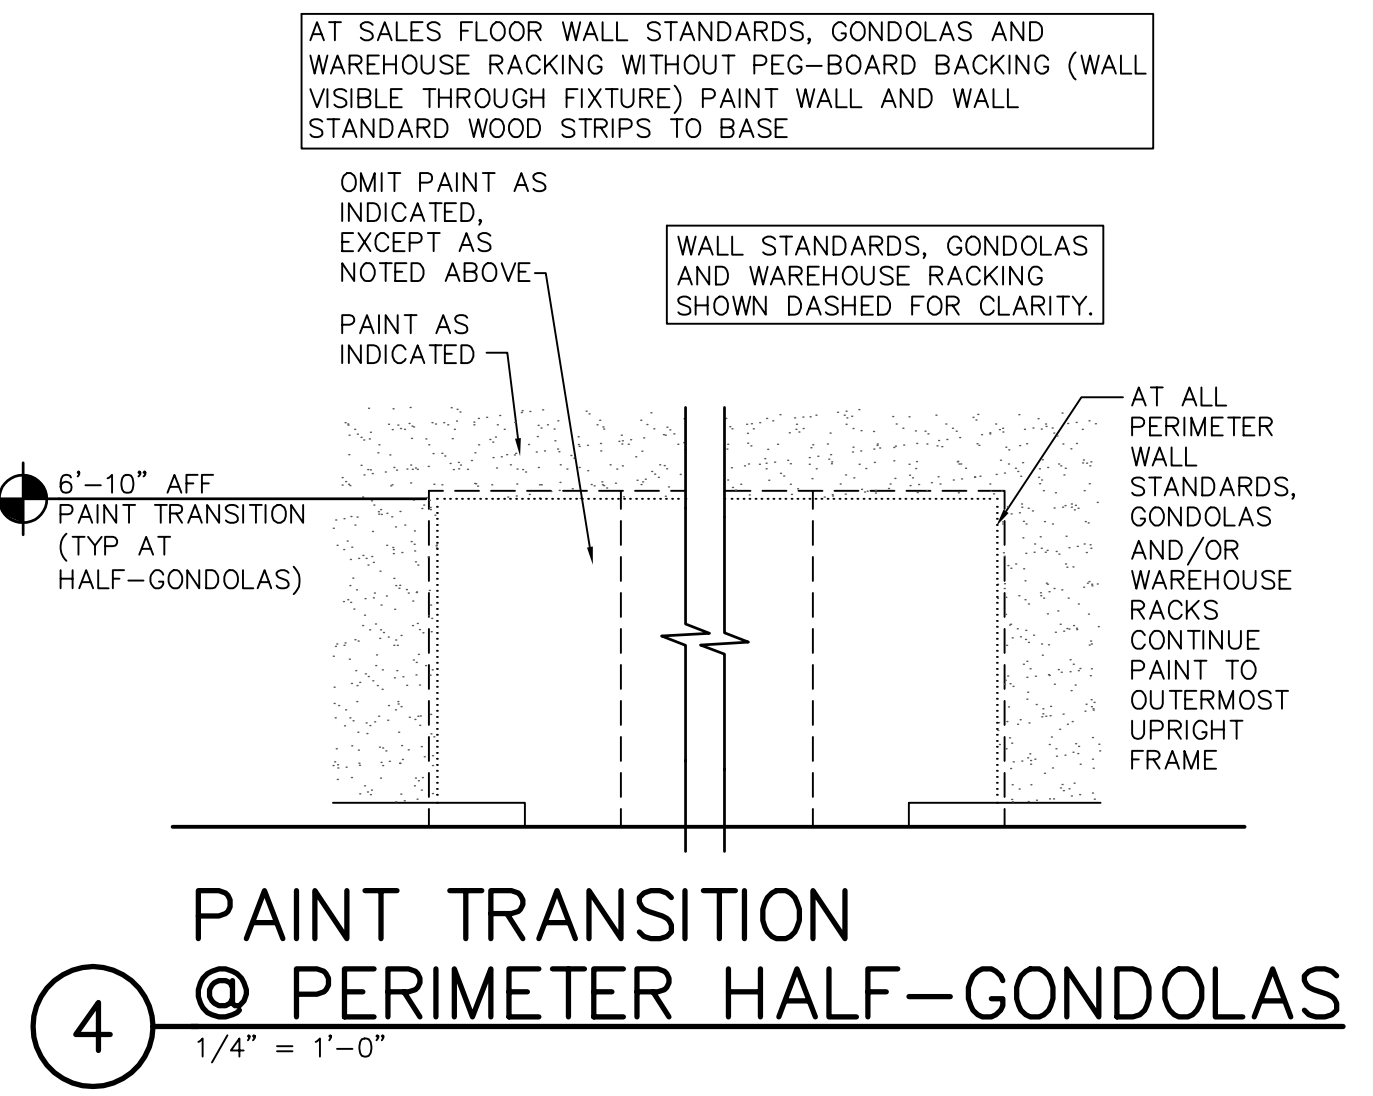 AT SALES FLOOR WALL STANDARDS, GONDOLAS AND
WAREHOUSE RACKING WITHOUT PEG-BOARD BACKING (WALL
VISIBLE THROUGH FIXTURE) PAINT WALL AND WALL
STANDARD WOOD STRIPS TO BASE
OMIT PAINT AS
INDICATED,
EXCEPT AS
NOTED ABOVE
WALL STANDARDS, GONDOLAS
AND WAREHOUSE RACKING
SHOWN DASHED FOR CLARITY.
PAINT AS
INDICATED
6'-10" AFF
PAINT TRANSITION
(TYP AT
HALF-GONDOLAS)
AT ALL
PERIMETER
WALL
STANDARDS,
GONDOLAS
AND/OR
WAREHOUSE
RACKS
CONTINUE
PAINT TO
OUTERMOST
UPRIGHT
FRAME
PAINT TRANSITION
@ PERIMETER HALF-GONDOLAS
4
1/4" = 1'-0"